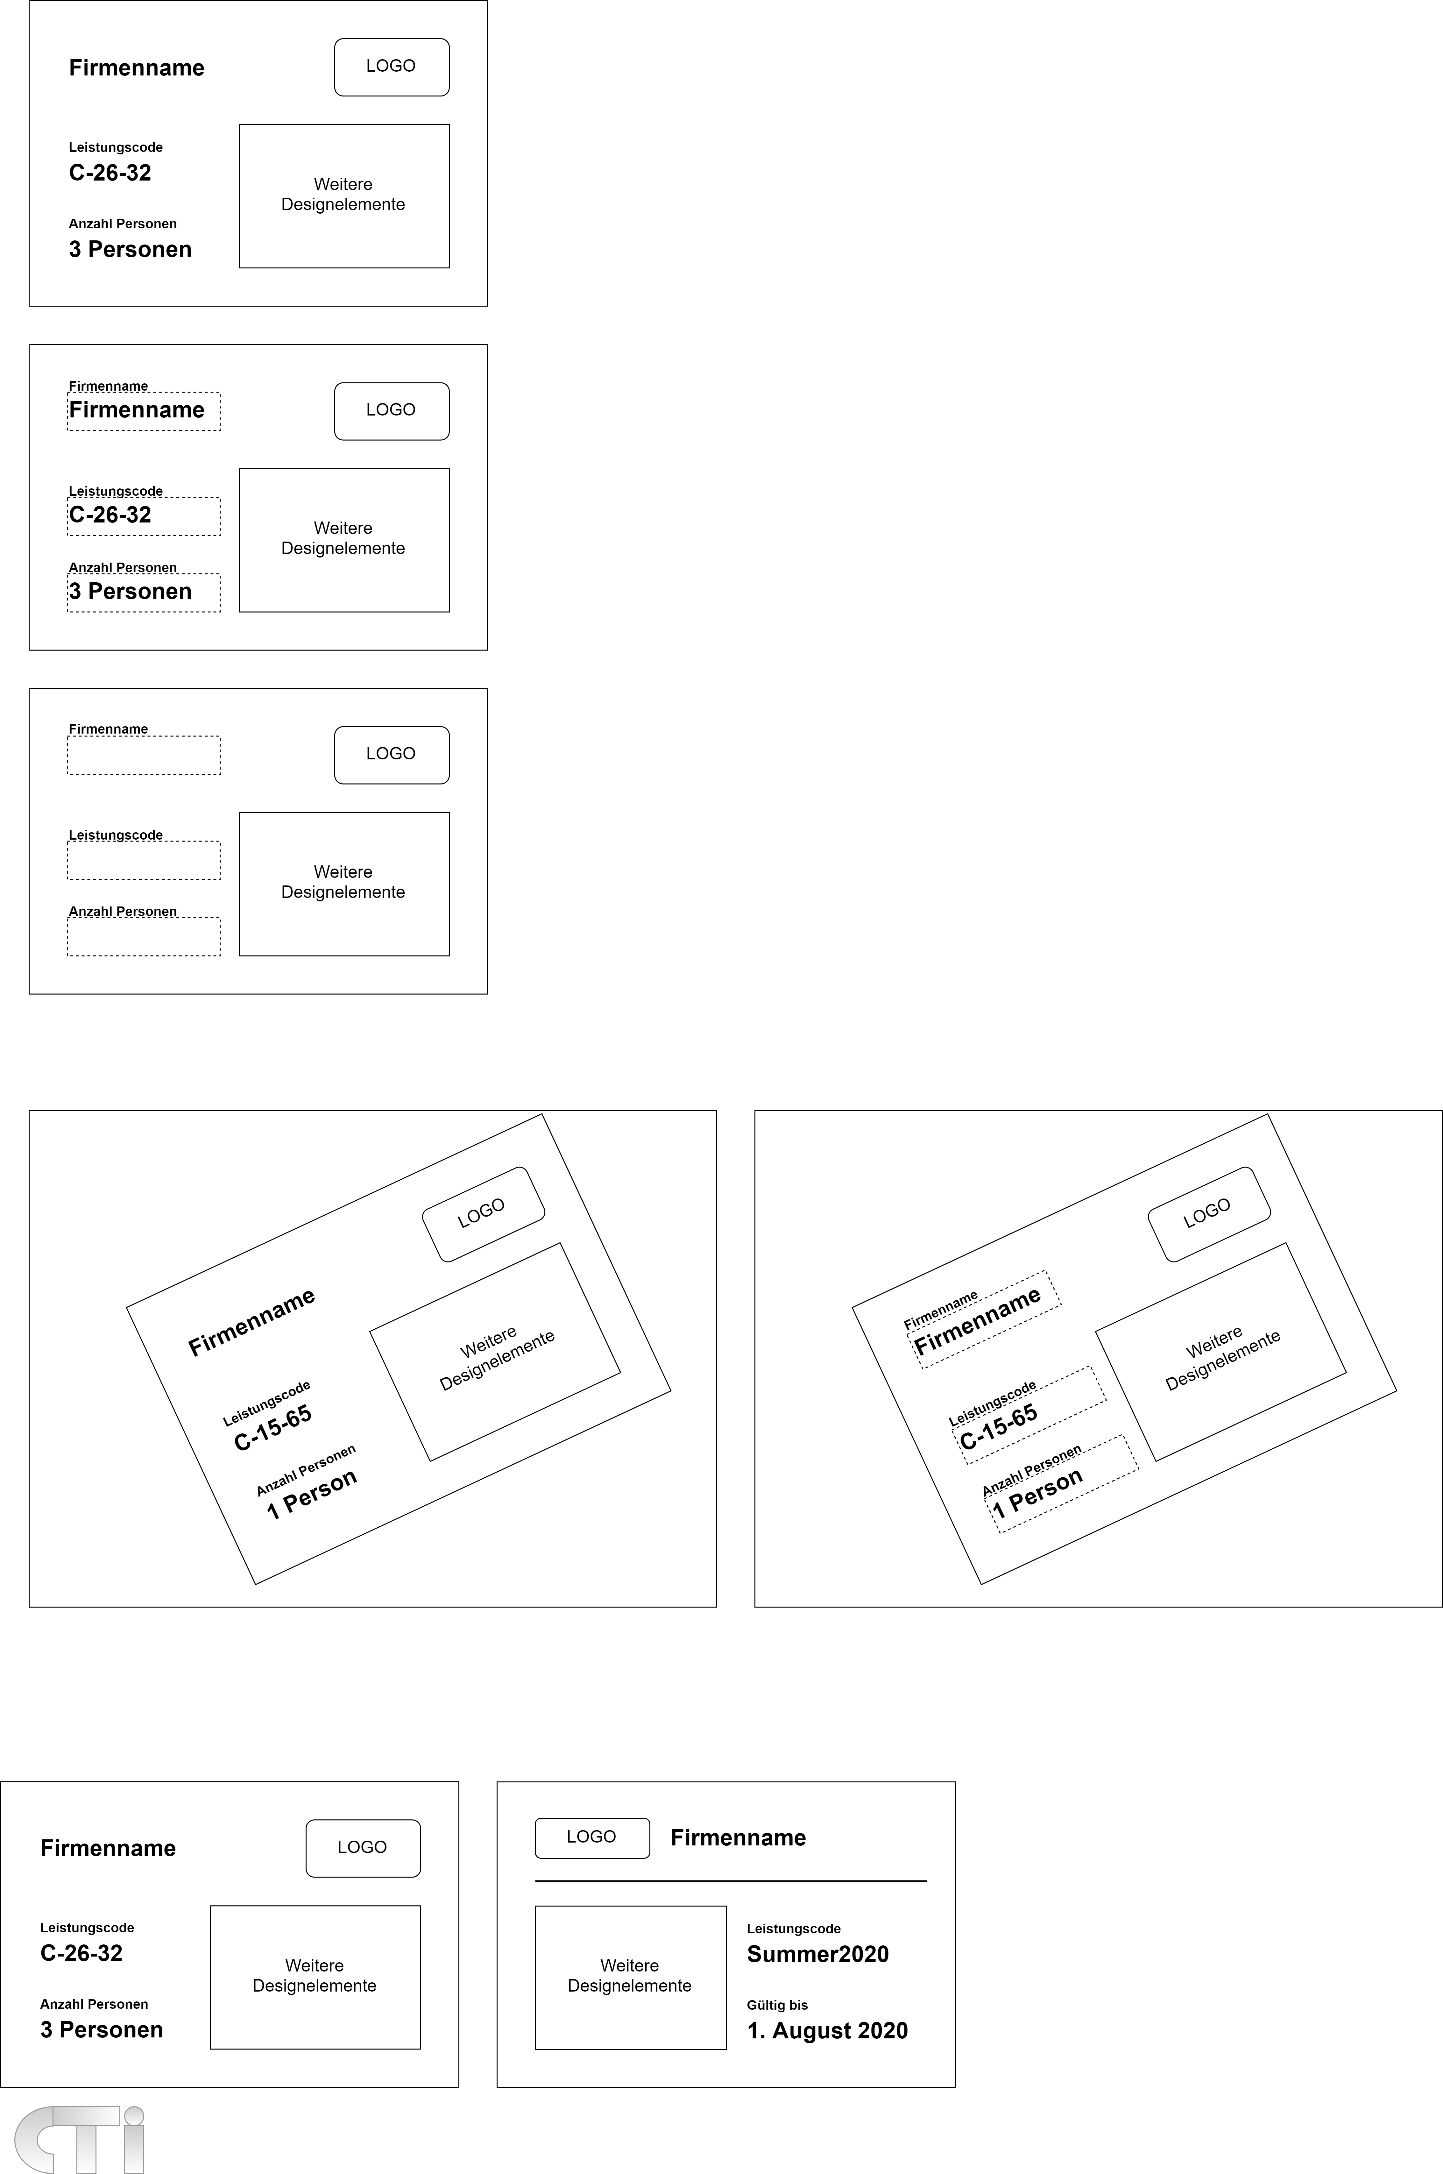 Firmenname
LOGO
Leistungscode
C-26-32
Weitere
Designelemente
Anzahl Personen
3 Personen
Firmenname
Firmenname
LOGO
Leistungscode
C-26-32
Weitere
Designelemente
Anzahl Personen
3 Personen
Firmenname
LOGO
Leistungscode
Weitere
Designelemente
Anzahl Personen
LOGO
Firmenname
Weitere
Designelemente
Leistungscode
C-15-65
Anzahl Personen
1 Person
LOGO
Firmenname
Firmenname
Weitere
Designelemente
Leistungscode
C-15-65
Anzahl Personen
1 Person
Firmenname
LOGO
Leistungscode
C-26-32
Weitere
Designelemente
Anzahl Personen
3 Personen
LOGO
Firmenname
Weitere
Designelemente
Leistungscode
Summer2020
Gültig bis
1. August 2020
CTi